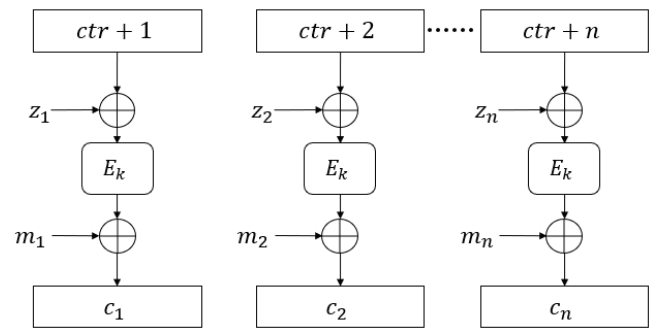 ctr + 1 ctr + 2 ...... ctr + n
z₁ z₂ zₙ
Eₖ Eₖ Eₖ
m₁ m₂ mₙ
c₁ c₂ cₙ